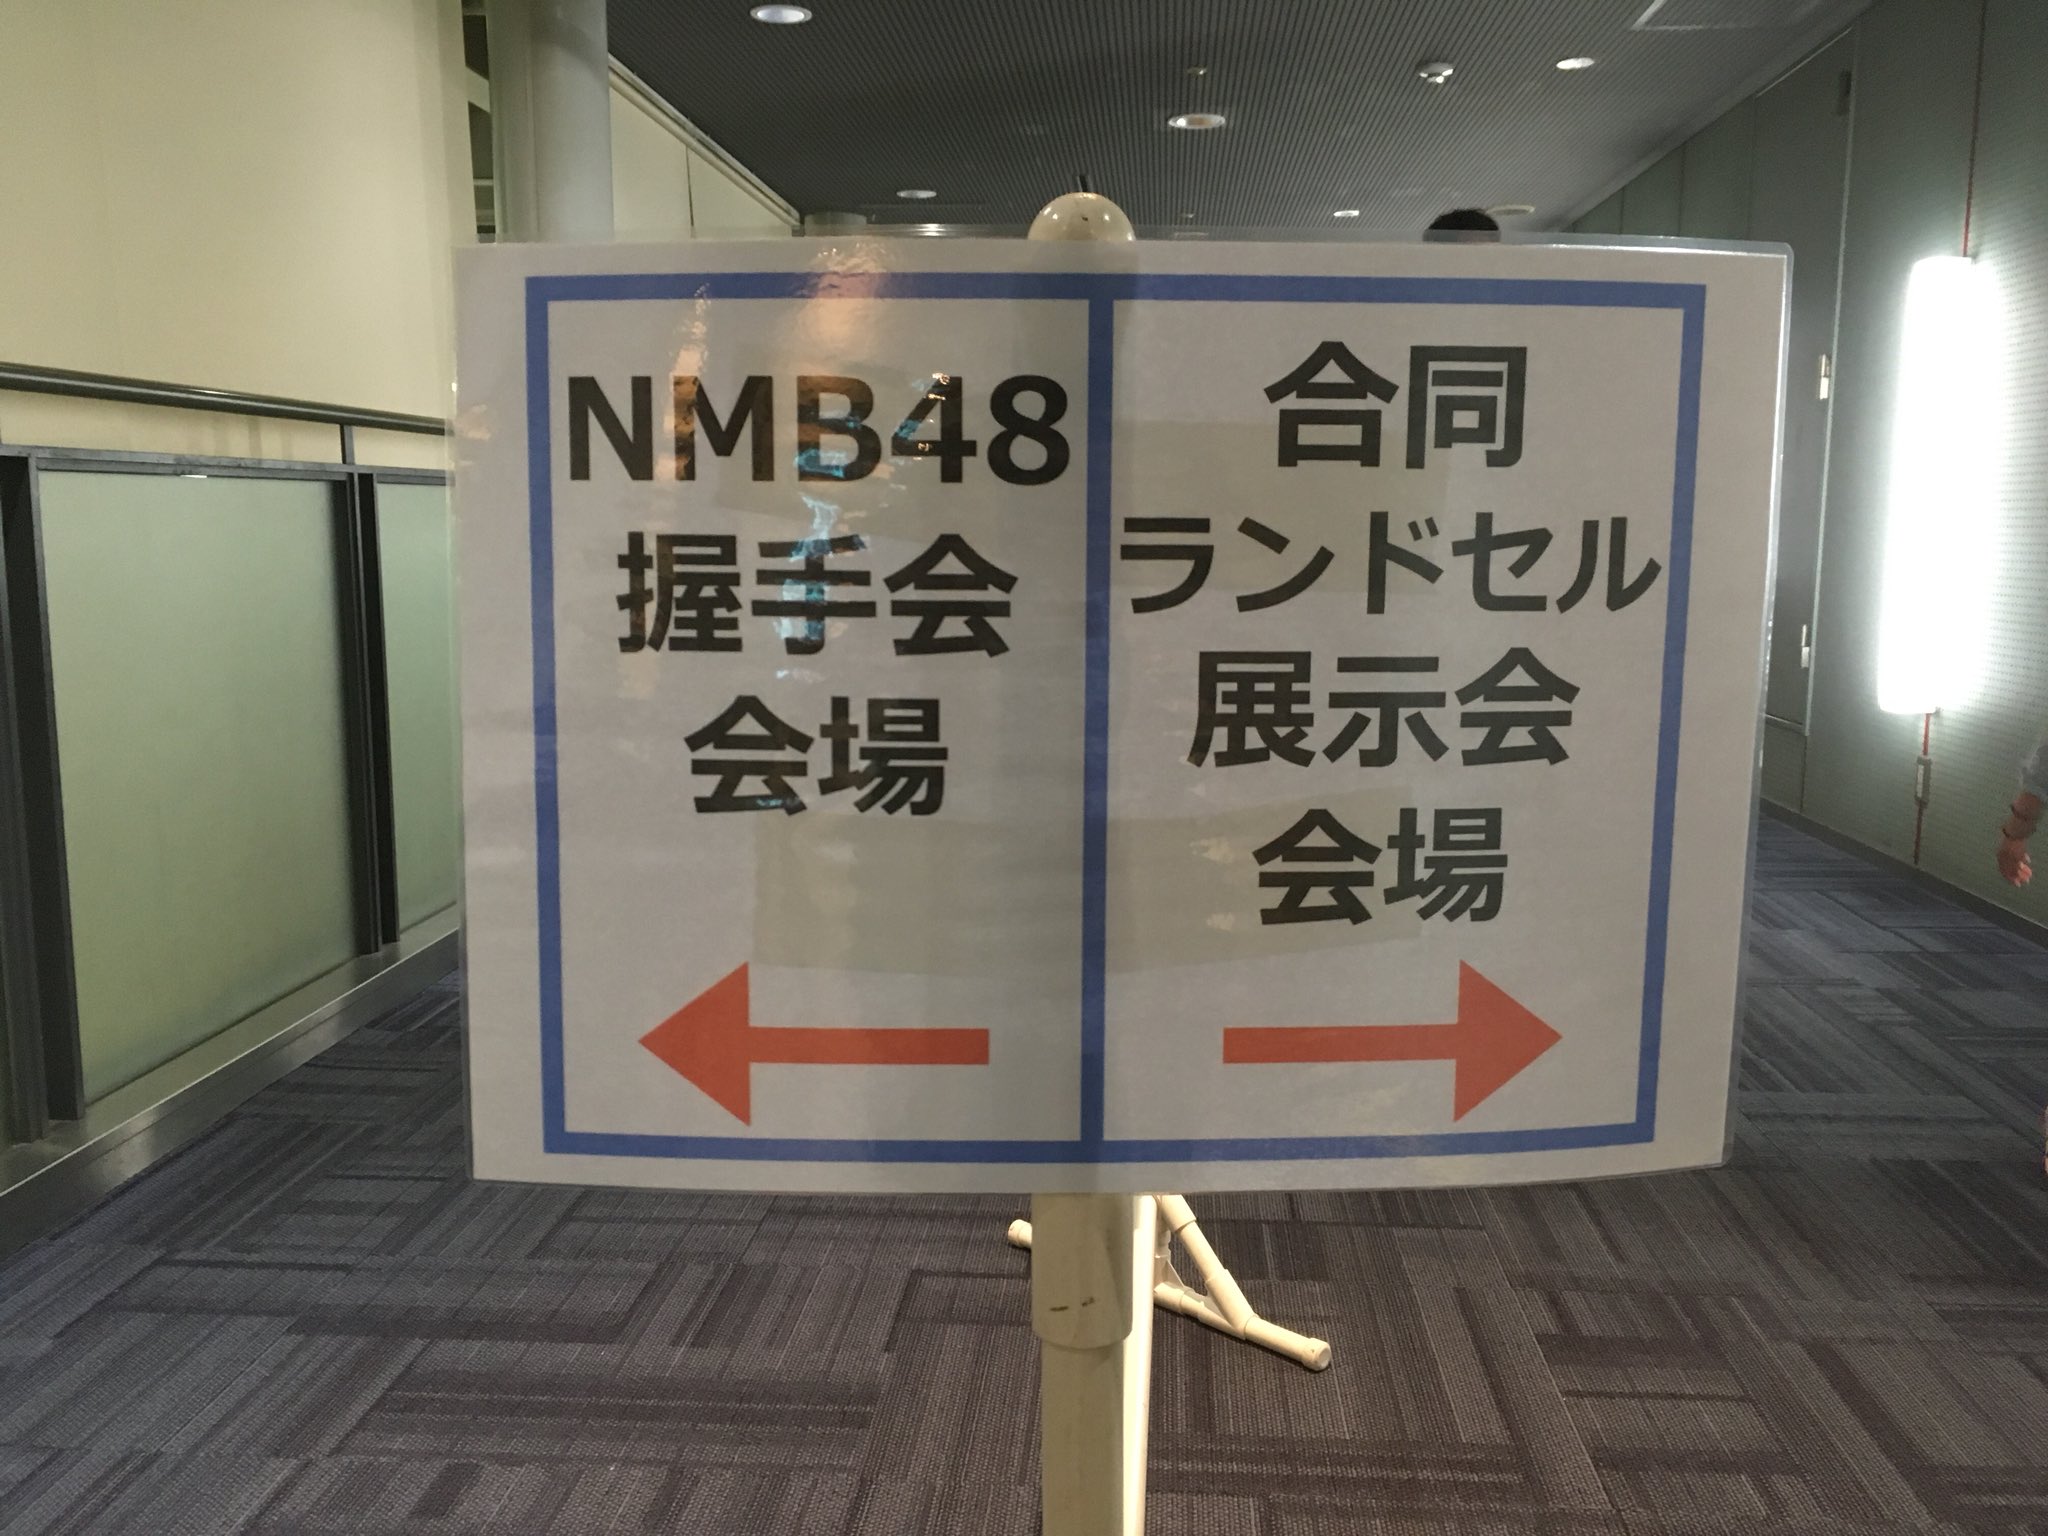 NMB48
握手会
会場
合同
ランドセル
展示会
会場